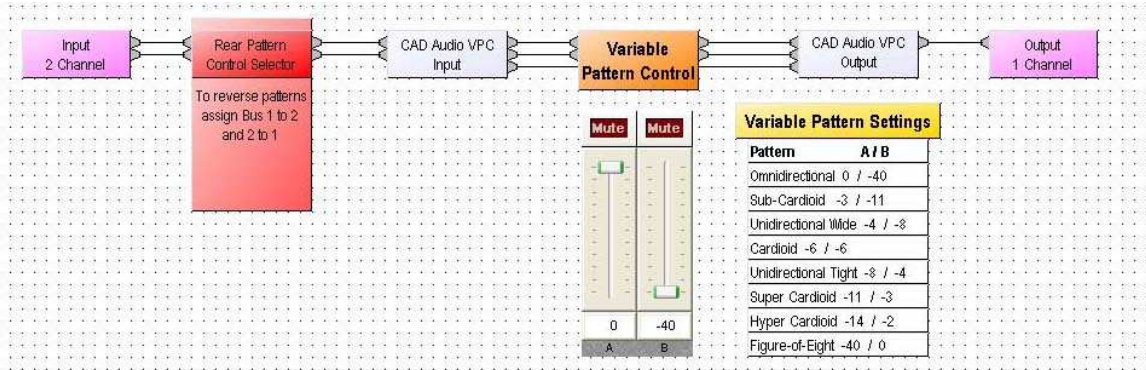 Input
2 Channel
Rear Pattern
Control Selector
To reverse patterns
assign Bus 1 to 2
and 2 to 1
CAD Audio VPC
Input
Variable
Pattern Control
CAD Audio VPC
Output
Output
1 Channel
Mute Mute
0 -40
A B
Variable Pattern Settings
Pattern A / B
Omnidirectional 0 / -40
Sub-Cardioid -3 / -11
Unidirectional Wide -4 / -8
Cardioid -6 / -6
Unidirectional Tight -8 / -4
Super Cardioid -11 / -3
Hyper Cardioid -14 / -2
Figure-of-Eight -40 / 0